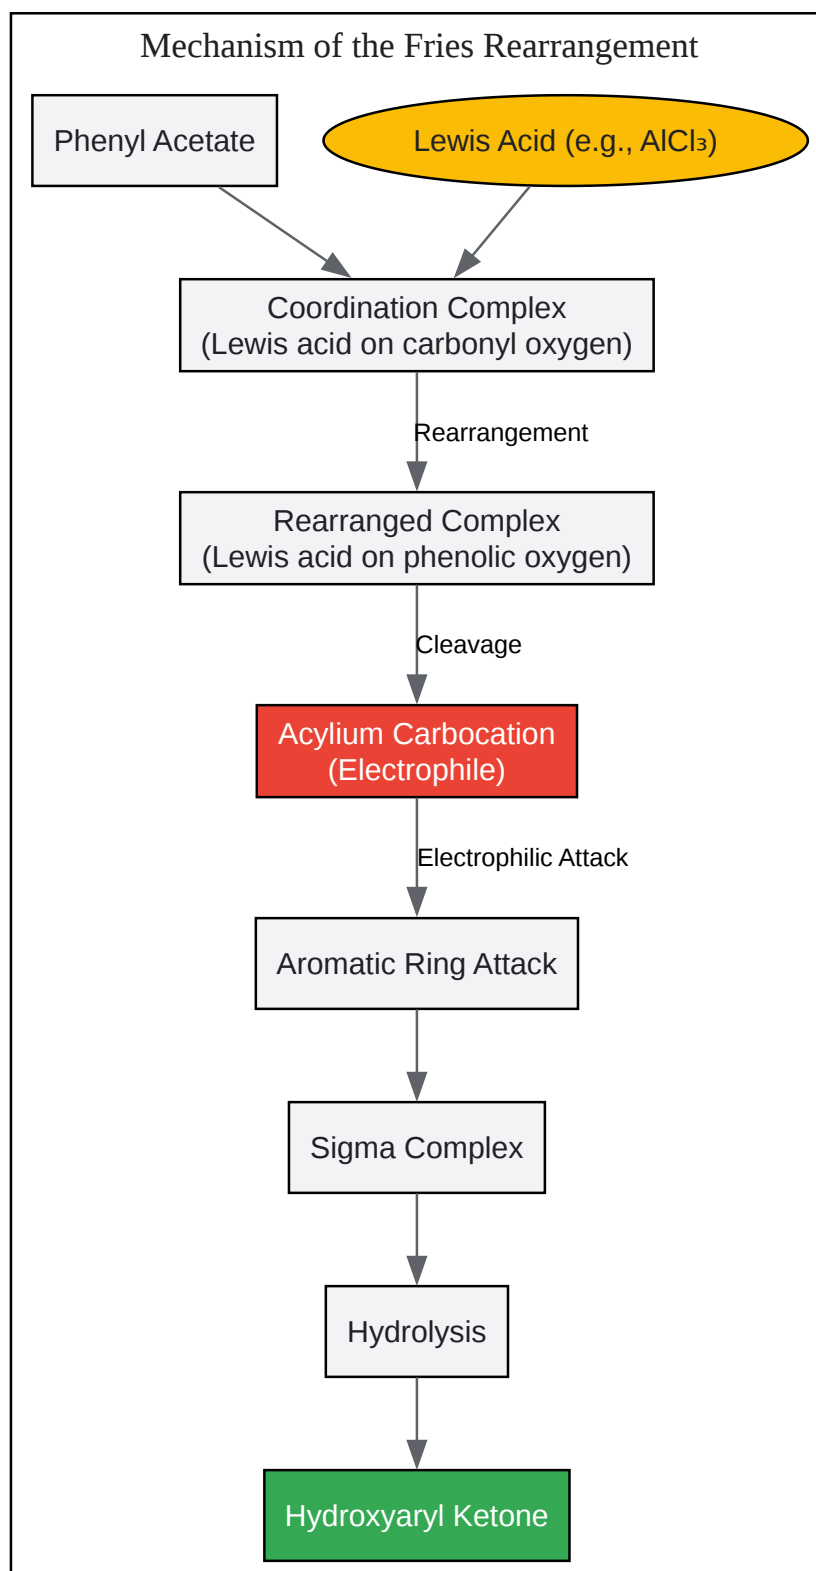 Mechanism of the Fries Rearrangement
Phenyl Acetate
Lewis Acid (e.g., AlCl₃)
Coordination Complex
(Lewis acid on carbonyl oxygen)
Rearrangement
Rearranged Complex
(Lewis acid on phenolic oxygen)
Cleavage
Acylium Carbocation
(Electrophile)
Electrophilic Attack
Aromatic Ring Attack
Sigma Complex
Hydrolysis
Hydroxyaryl Ketone